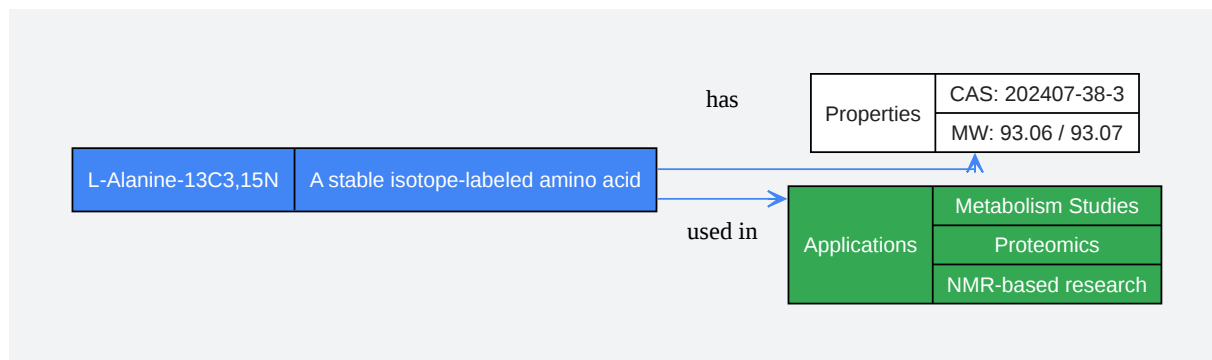 L-Alanine-13C3,15N
A stable isotope-labeled amino acid
has
Properties
CAS: 202407-38-3
MW: 93.06 / 93.07
used in
Applications
Metabolism Studies
Proteomics
NMR-based research